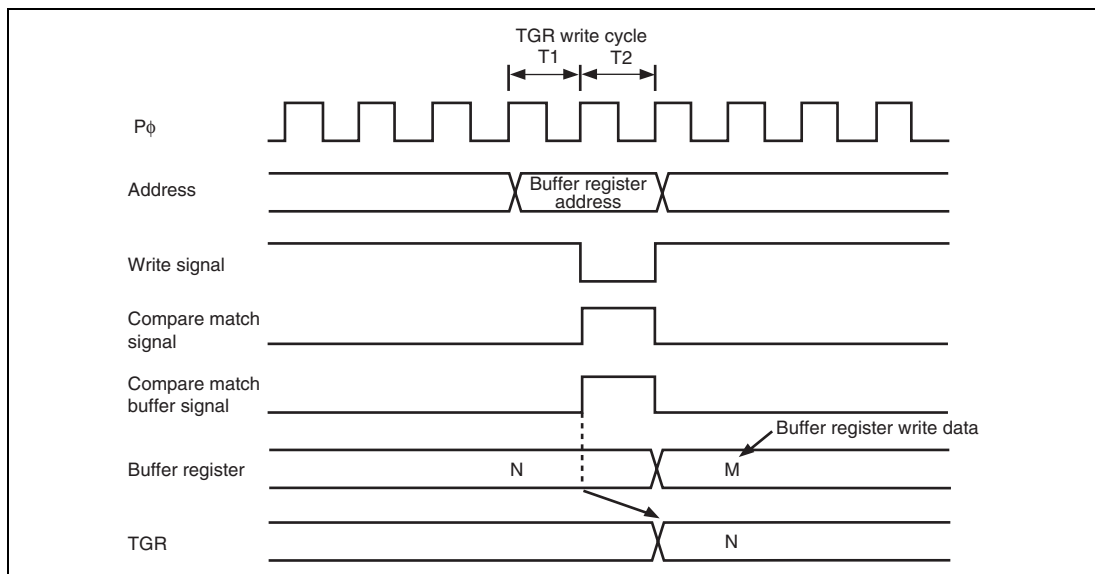 TGR write cycle
T1 T2
Pϕ
Address
Buffer register
address
Write signal
Compare match
signal
Compare match
buffer signal
Buffer register write data
Buffer register
N M
TGR
N